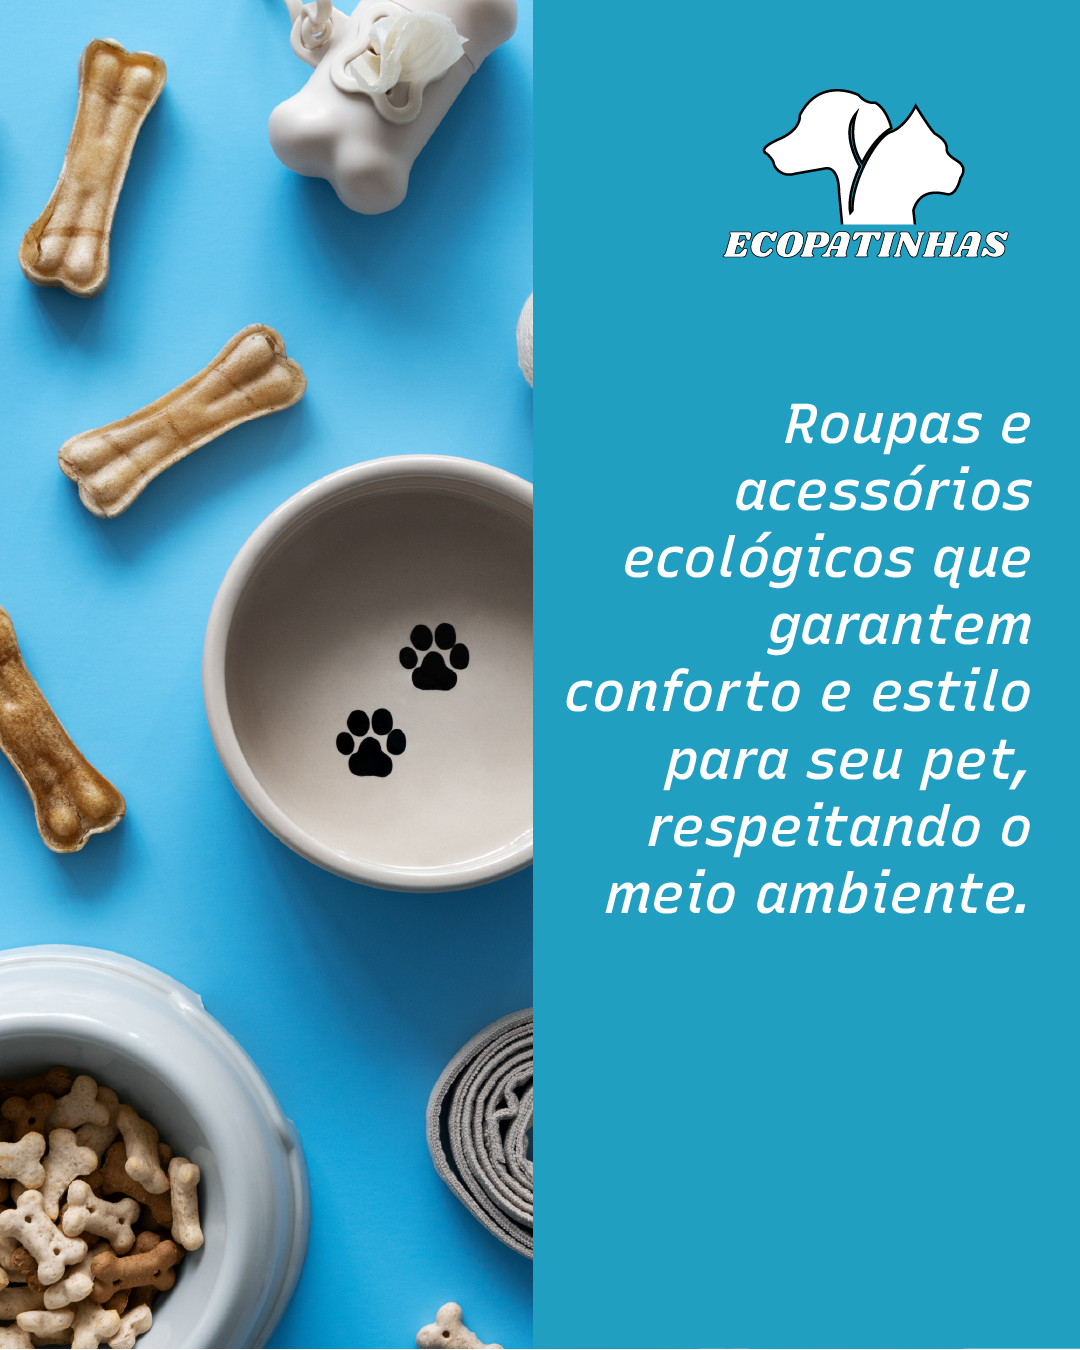 ECOPATINHAS
Roupas e
acessórios
ecológicos que
garantem
conforto e estilo
para seu pet,
respeitando o
meio ambiente.